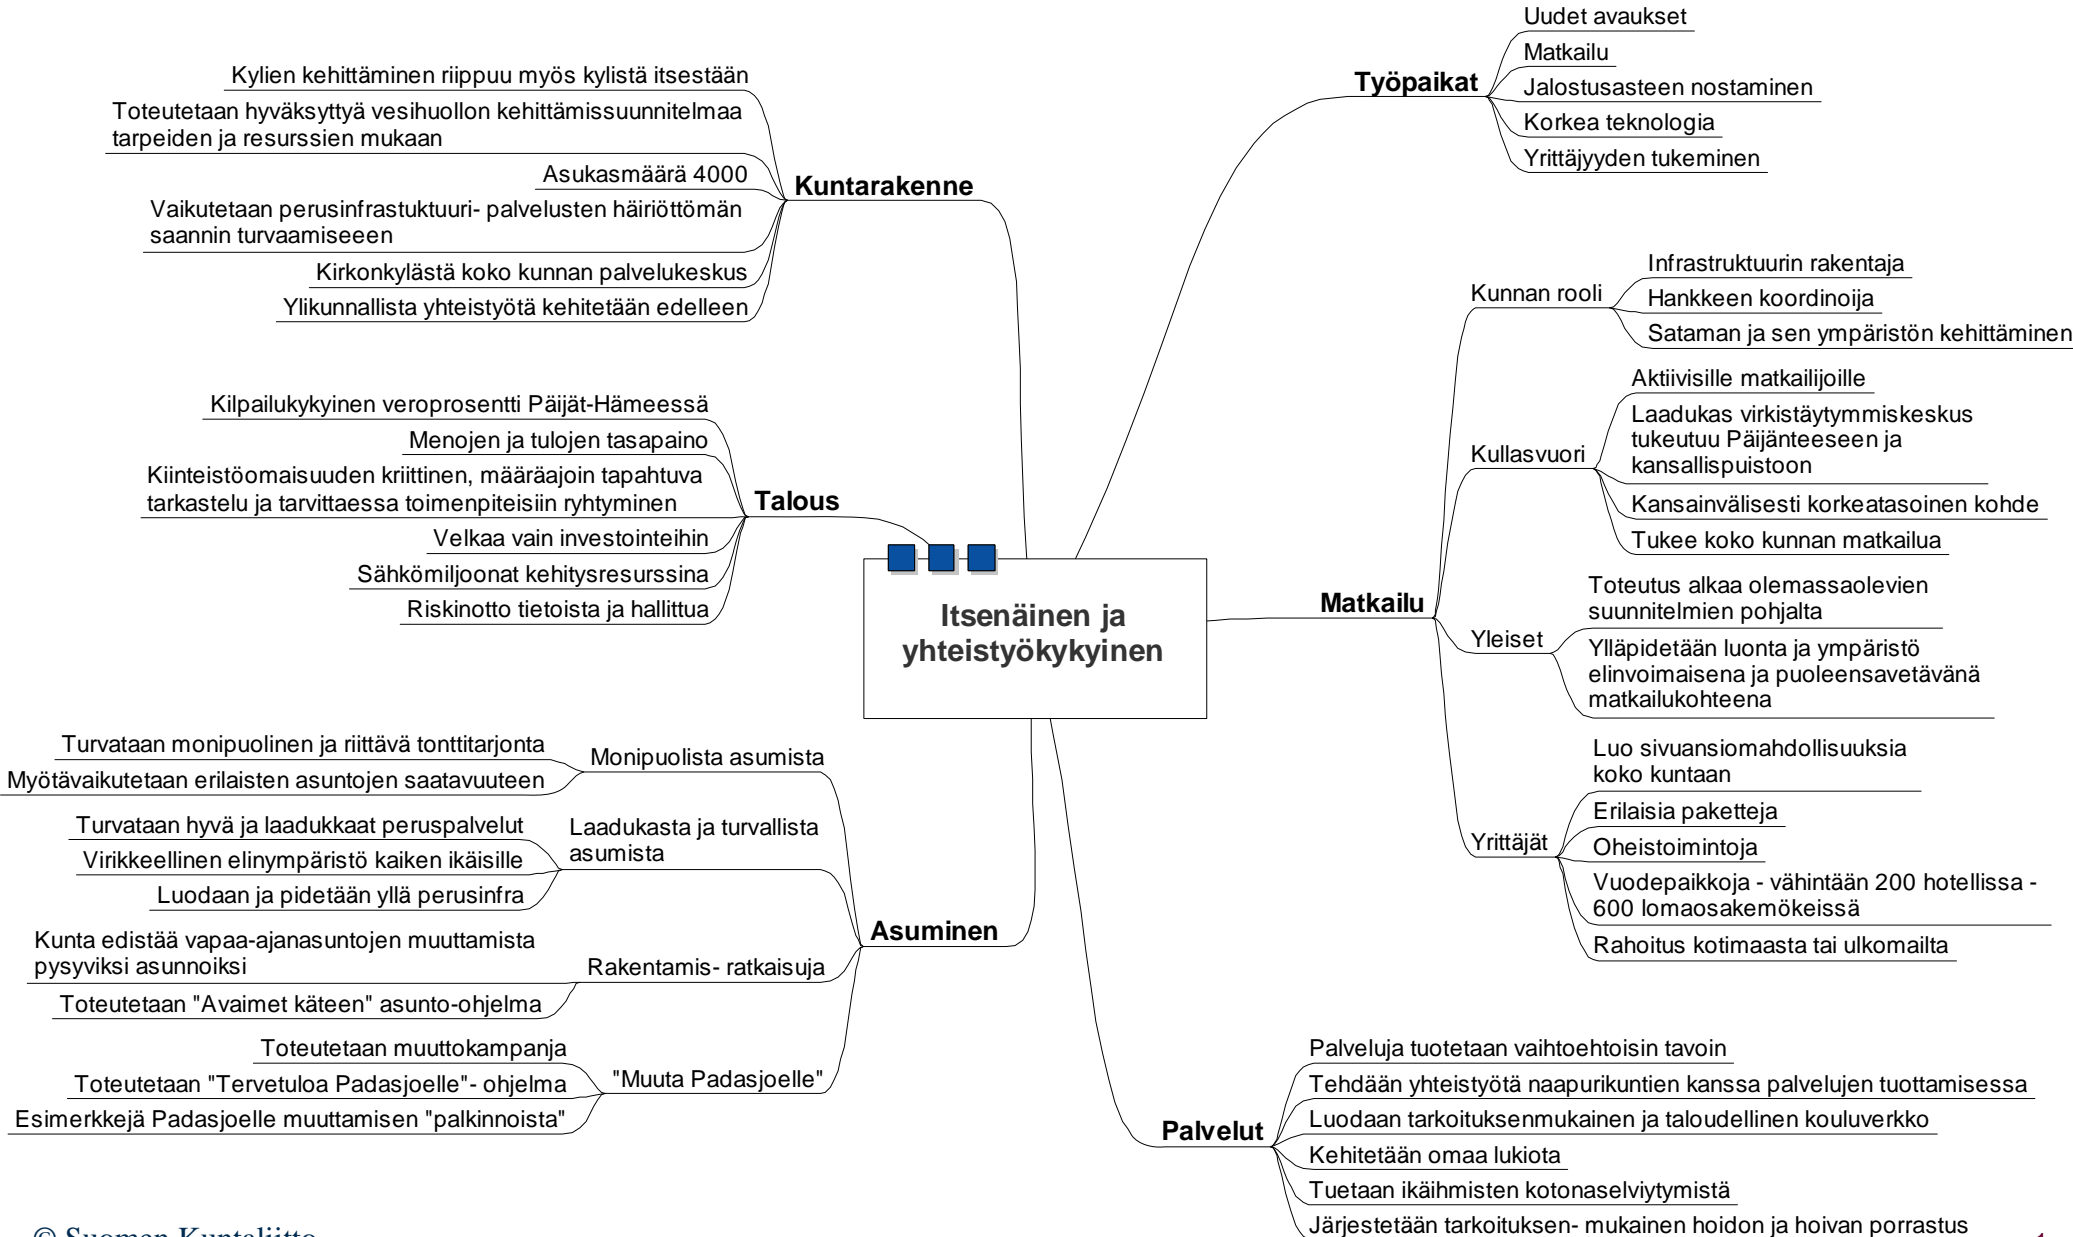 Uudet avaukset
Matkailu
Jalostusasteen nostaminen
Korkea teknologia
Yrittäjyyden tukeminen
Työpaikat
Kylien kehittäminen riippuu myös kylistä itsestään
Toteutetaan hyväksyttyä vesihuollon kehittämissuunnitelmaa
tarpeiden ja resurssien mukaan
Asukasmäärä 4000
Vaikutetaan perusinfrastuktuuri- palvelusten häiriöttömän
saannin turvaamiseeen
Kirkonkylästä koko kunnan palvelukeskus
Ylikunnallista yhteistyötä kehitetään edelleen
Kuntarakenne
Kilpailukykyinen veroprosentti Päijät-Hämeessä
Menojen ja tulojen tasapaino
Kiinteistöomaisuuden kriittinen, määräajoin tapahtuva
tarkastelu ja tarvittaessa toimenpiteisiin ryhtyminen
Velkaa vain investointeihin
Sähkömiljoonat kehitysresurssina
Riskinotto tietoista ja hallittua
Talous
Itsenäinen ja
yhteistyökykyinen
Matkailu
Kunnan rooli
Infrastruktuurin rakentaja
Hankkeen koordinoija
Sataman ja sen ympäristön kehittäminen
Kullasvuori
Aktiivisille matkailijoille
Laadukas virkistäytymmiskeskus
tukeutuu Päijänteeseen ja
kansallispuistoon
Kansainvälisesti korkeatasoinen kohde
Tukee koko kunnan matkailua
Yleiset
Toteutus alkaa olemassaolevien
suunnitelmien pohjalta
Ylläpidetään luonta ja ympäristö
elinvoimaisena ja puoleensavetävänä
matkailukohteena
Yrittäjät
Luo sivuansiomahdollisuuksia
koko kuntaan
Erilaisia paketteja
Oheistoimintoja
Vuodepaikkoja - vähintään 200 hotellissa -
600 lomaosakemökeissä
Rahoitus kotimaasta tai ulkomailta
Asuminen
Monipuolista asumista
Turvataan monipuolinen ja riittävä tonttitarjonta
Myötävaikutetaan erilaisten asuntojen saatavuuteen
Laadukasta ja turvallista
asumista
Turvataan hyvä ja laadukkaat peruspalvelut
Virikkeellinen elinympäristö kaiken ikäisille
Luodaan ja pidetään yllä perusinfra
Rakentamis- ratkaisuja
Kunta edistää vapaa-ajanasuntojen muuttamista
pysyviksi asunnoiksi
Toteutetaan "Avaimet käteen" asunto-ohjelma
"Muuta Padasjoelle"
Toteutetaan muuttokampanja
Toteutetaan "Tervetuloa Padasjoelle"- ohjelma
Esimerkkejä Padasjoelle muuttamisen "palkinnoista"
Palvelut
Palveluja tuotetaan vaihtoehtoisin tavoin
Tehdään yhteistyötä naapurikuntien kanssa palvelujen tuottamisessa
Luodaan tarkoituksenmukainen ja taloudellinen kouluverkko
Kehitetään omaa lukiota
Tuetaan ikäihmisten kotonaselviytymistä
Järjestetään tarkoituksen- mukainen hoidon ja hoivan porrastus
© Suomen Kuntaliitto